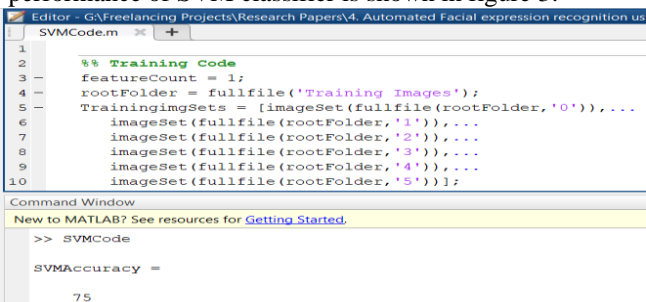 performance of SVM classifier is shown in figure 5.
Editor - G:\Freelancing Projects\Research Papers\4. Automated Facial expression recognition us
SVMCode.m × +
1
2 %% Training Code
3 - featureCount = 1;
4 - rootFolder = fullfile('Training Images');
5 - TrainingimgSets = [imageSet(fullfile(rootFolder,'0')),...
6 imageSet(fullfile(rootFolder,'1')),...
7 imageSet(fullfile(rootFolder,'2')),...
8 imageSet(fullfile(rootFolder,'3')),...
9 imageSet(fullfile(rootFolder,'4')),...
10 imageSet(fullfile(rootFolder,'5'))];
Command Window
New to MATLAB? See resources for Getting Started.
>> SVMCode
SVMAccuracy =
75